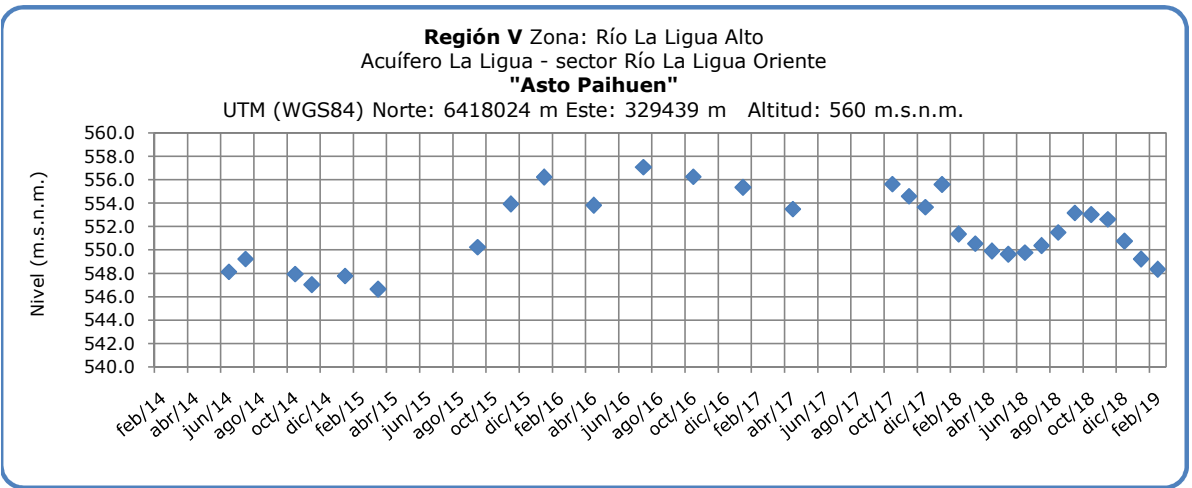 Región V Zona: Río La Ligua Alto
Acuífero La Ligua - sector Río La Ligua Oriente
"Asto Paihuen"
UTM (WGS84) Norte: 6418024 m Este: 329439 m Altitud: 560 m.s.n.m.
Nivel (m.s.n.m.)
560.0
558.0
556.0
554.0
552.0
550.0
548.0
546.0
544.0
542.0
540.0
feb/14
abr/14
jun/14
ago/14
oct/14
dic/14
feb/15
abr/15
jun/15
ago/15
oct/15
dic/15
feb/16
abr/16
jun/16
ago/16
oct/16
dic/16
feb/17
abr/17
jun/17
ago/17
oct/17
dic/17
feb/18
abr/18
jun/18
ago/18
oct/18
dic/18
feb/19